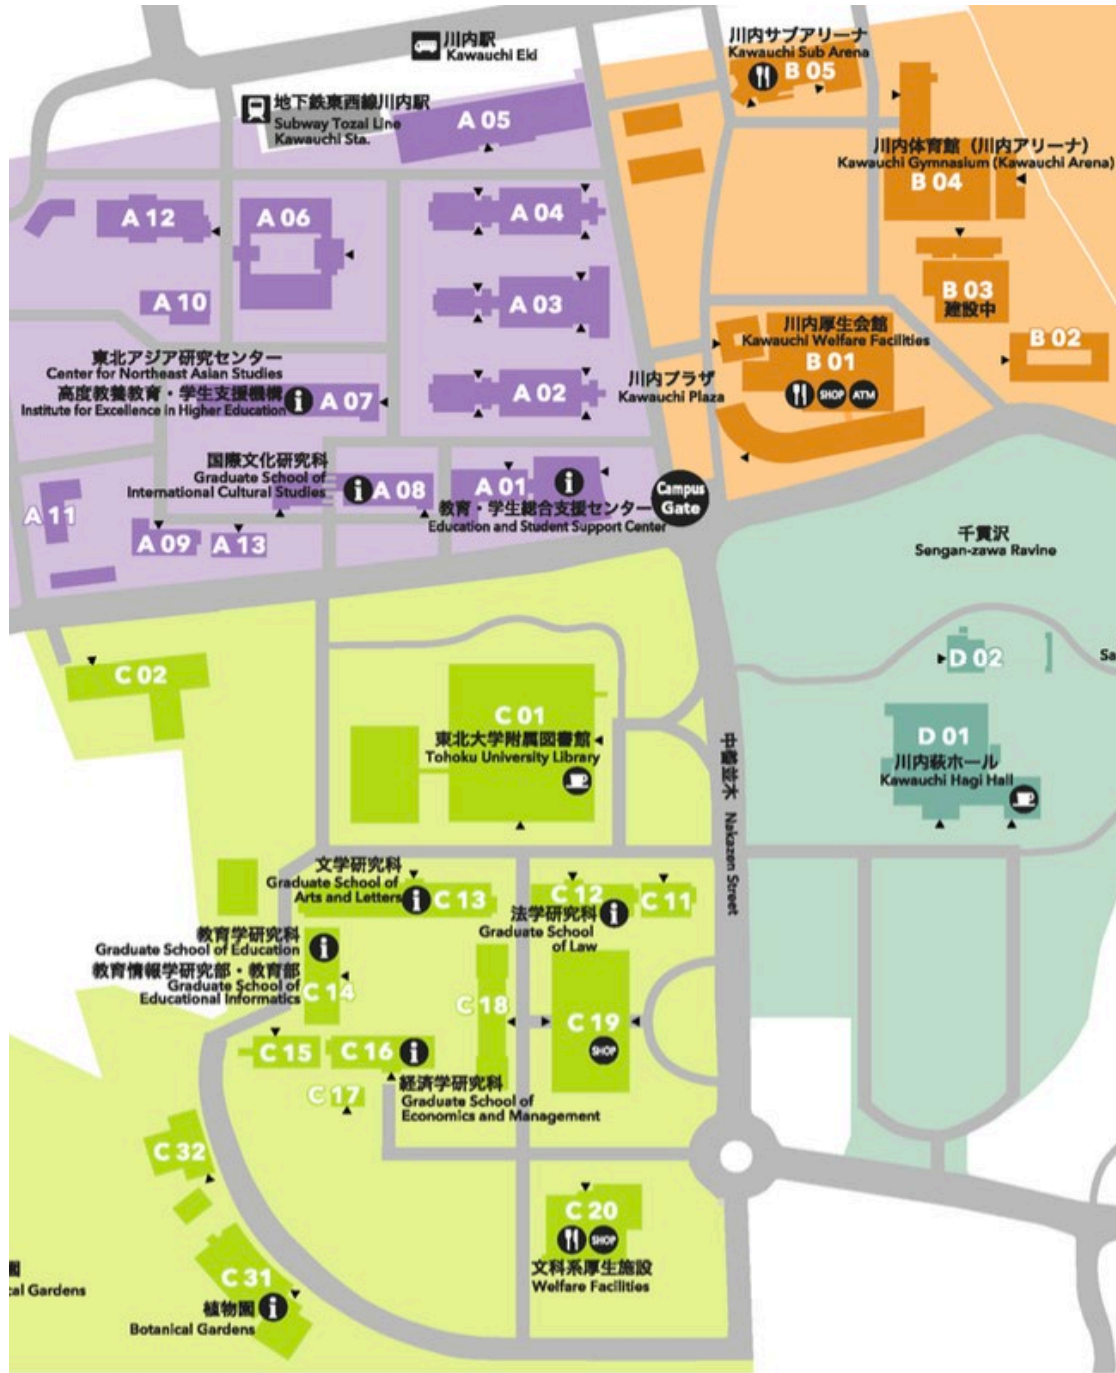 川内駅
Kawauchi Eki
川内サブアリーナ
Kawauchi Sub Arena
B 05
地下鉄東西線川内駅
Subway Tozai Line
Kawauchi Sta.
A 05
川内体育館（川内アリーナ）
Kawauchi Gymnasium (Kawauchi Arena)
B 04
A 12
A 06
A 04
A 10
A 03
B 03
建設中
川内厚生会館
Kawauchi Welfare Facilities
B 01
SHOP
ATM
B 02
東北アジア研究センター
Center for Northeast Asian Studies
高度教養教育・学生支援機構
Institute for Excellence in Higher Education
A 07
A 02
川内プラザ
Kawauchi Plaza
国際文化研究科
Graduate School of
International Cultural Studies
A 08
A 01
教育・学生総合支援センター
Education and Student Support Center
Campus
Gate
A 11
A 09
A 13
千貫沢
Sengan-zawa Ravine
C 02
D 02
Sa
C 01
東北大学附属図書館
Tohoku University Library
中善並木 Nakazen Street
D 01
川内萩ホール
Kawauchi Hagi Hall
文学研究科
Graduate School of
Arts and Letters
C 13
C 12
C 11
法学研究科
Graduate School
of Law
教育学研究科
Graduate School of Education
教育情報学研究部・教育部
Graduate School of
Educational Informatics
C 14
C 18
C 19
SHOP
C 15
C 16
C 17
経済学研究科
Graduate School of
Economics and Management
C 32
C 20
SHOP
文科系厚生施設
Welfare Facilities
園
cal Gardens
C 31
植物園
Botanical Gardens